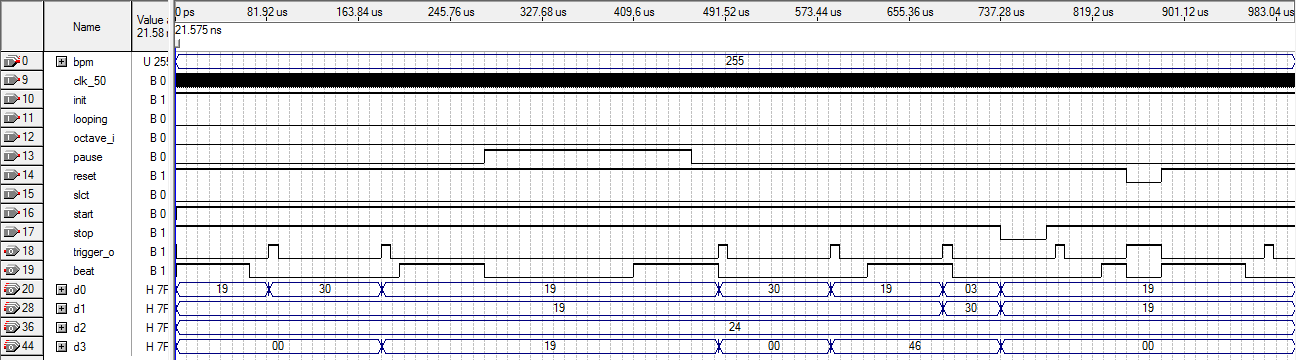 Name Value a 21.58 n
0 ps 81.92 us 163.84 us 245.76 us 327.68 us 409.6 us 491.52 us 573.44 us 655.36 us 737.28 us 819.2 us 901.12 us 983.04 us
21.575 ns
0 bpm U 255 255
9 clk_50 B 0
10 init B 1
11 looping B 0
12 octave_i B 0
13 pause B 0
14 reset B 1
15 slct B 0
16 start B 0
17 stop B 1
18 trigger_o B 1
19 beat B 1
20 d0 H 7F 19 30 19 30 19 03 19
28 d1 H 7F 19 30 19
36 d2 H 7F 24
44 d3 H 7F 00 19 00 46 00